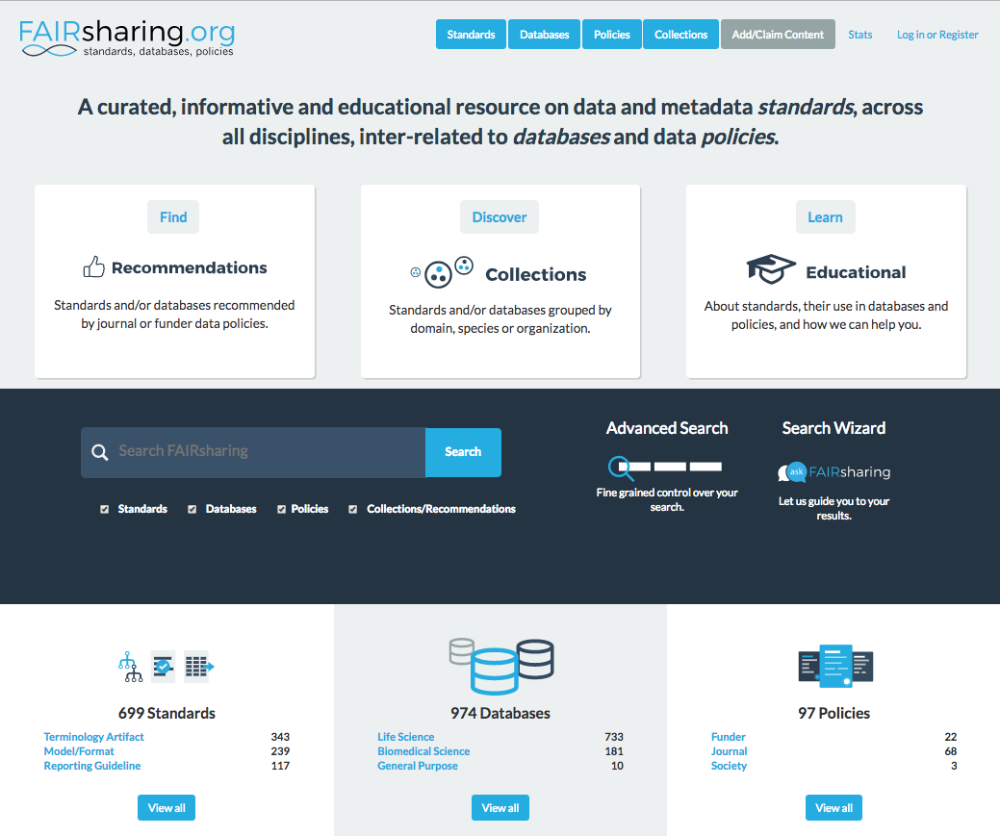 FAIRsharing.org
standards, databases, policies
Standards
Databases
Policies
Collections
Add/Claim Content
Stats
Log in or Register
A curated, informative and educational resource on data and metadata standards, across
all disciplines, inter-related to databases and data policies.
Find
Recommendations
Standards and/or databases recommended
by journal or funder data policies.
Discover
Collections
Standards and/or databases grouped by
domain, species or organization.
Learn
Educational
About standards, their use in databases and
policies, and how we can help you.
Search FAIRsharing
Search
Standards
Databases
Policies
Collections/Recommendations
Advanced Search
Fine grained control over your
search.
Search Wizard
ask FAIRsharing
Let us guide you to your
results.
699 Standards
Terminology Artifact 343
Model/Format 239
Reporting Guideline 117
View all
974 Databases
Life Science 733
Biomedical Science 181
General Purpose 10
View all
97 Policies
Funder 22
Journal 68
Society 3
View all